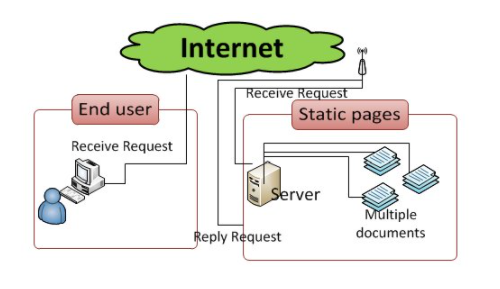 Internet
Receive Request
End user
Static pages
Receive Request
Server
Multiple
documents
Reply Request